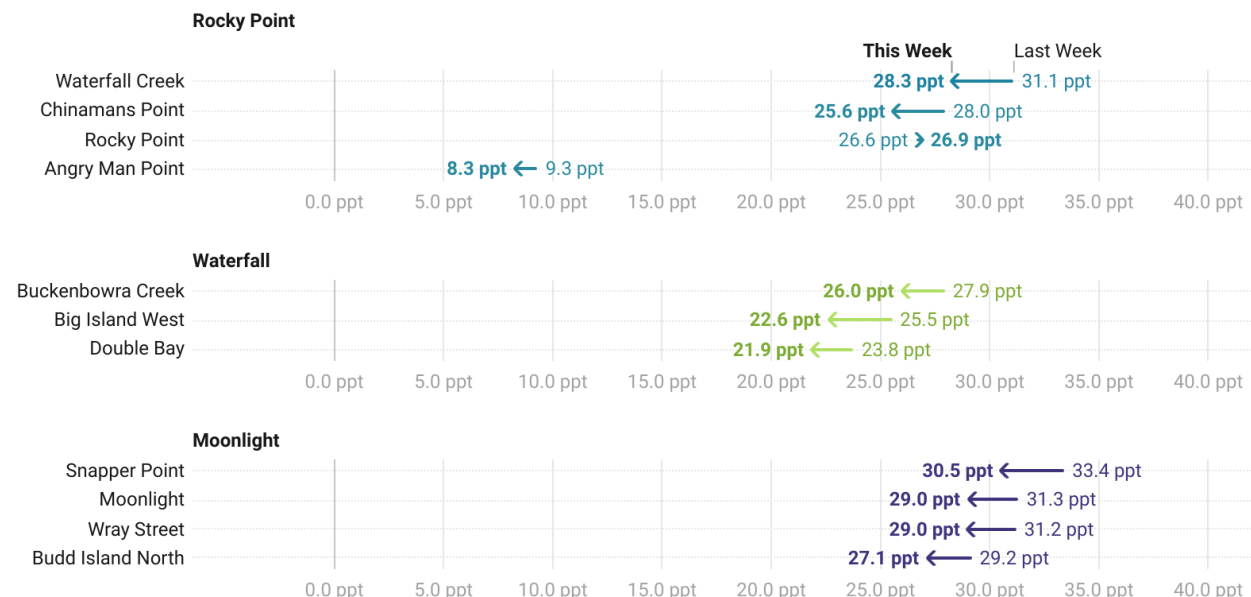 Rocky Point
This Week Last Week
Waterfall Creek 28.3 ppt 31.1 ppt
Chinamans Point 25.6 ppt 28.0 ppt
Rocky Point 26.6 ppt 26.9 ppt
Angry Man Point 8.3 ppt 9.3 ppt
0.0 ppt 5.0 ppt 10.0 ppt 15.0 ppt 20.0 ppt 25.0 ppt 30.0 ppt 35.0 ppt 40.0 ppt
Waterfall
Buckenbowra Creek 26.0 ppt 27.9 ppt
Big Island West 22.6 ppt 25.5 ppt
Double Bay 21.9 ppt 23.8 ppt
0.0 ppt 5.0 ppt 10.0 ppt 15.0 ppt 20.0 ppt 25.0 ppt 30.0 ppt 35.0 ppt 40.0 ppt
Moonlight
Snapper Point 30.5 ppt 33.4 ppt
Moonlight 29.0 ppt 31.3 ppt
Wray Street 29.0 ppt 31.2 ppt
Budd Island North 27.1 ppt 29.2 ppt
0.0 ppt 5.0 ppt 10.0 ppt 15.0 ppt 20.0 ppt 25.0 ppt 30.0 ppt 35.0 ppt 40.0 ppt